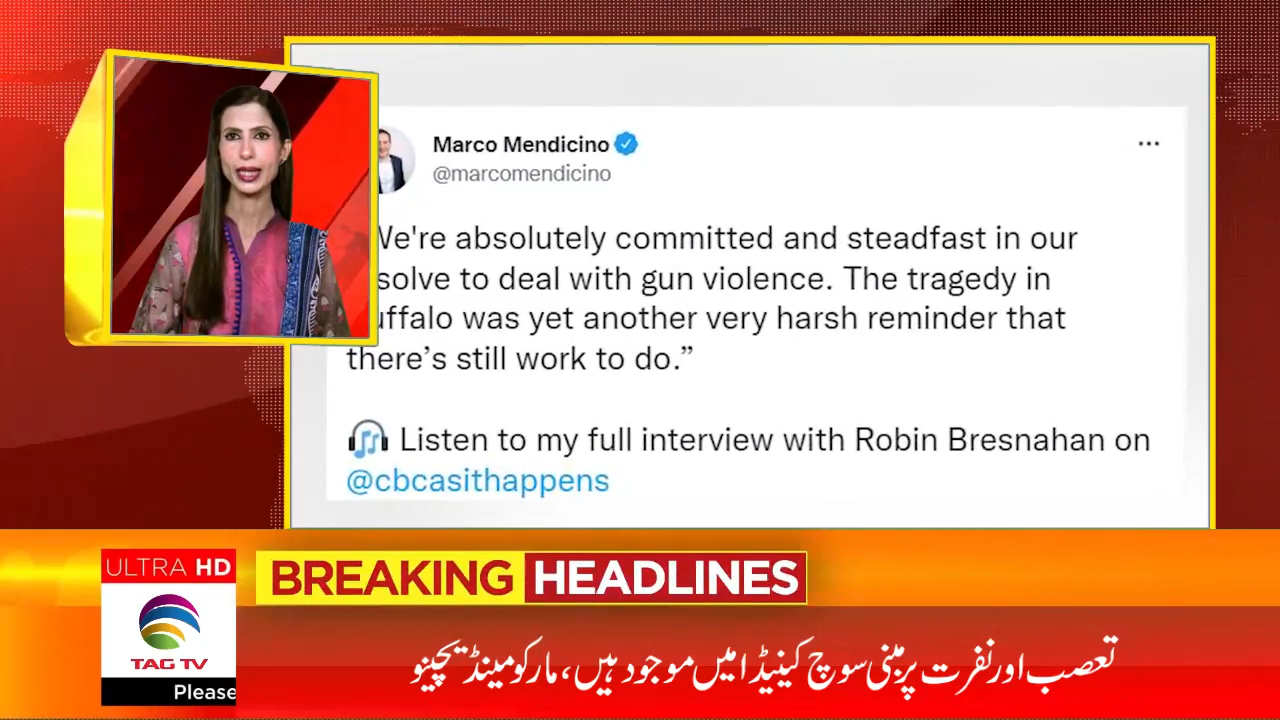 Marco Mendicino
@marcomendicino
We're absolutely committed and steadfast in our
solve to deal with gun violence. The tragedy in
uffalo was yet another very harsh reminder that
there's still work to do.”
Listen to my full interview with Robin Bresnahan on
@cbcasithappens
ULTRA HD
BREAKING HEADLINES
TAG TV
تعصب اور نفرت پر مبنی سوچ کینیڈا میں موجود ہیں، مارکو مینڈیچینو
Please